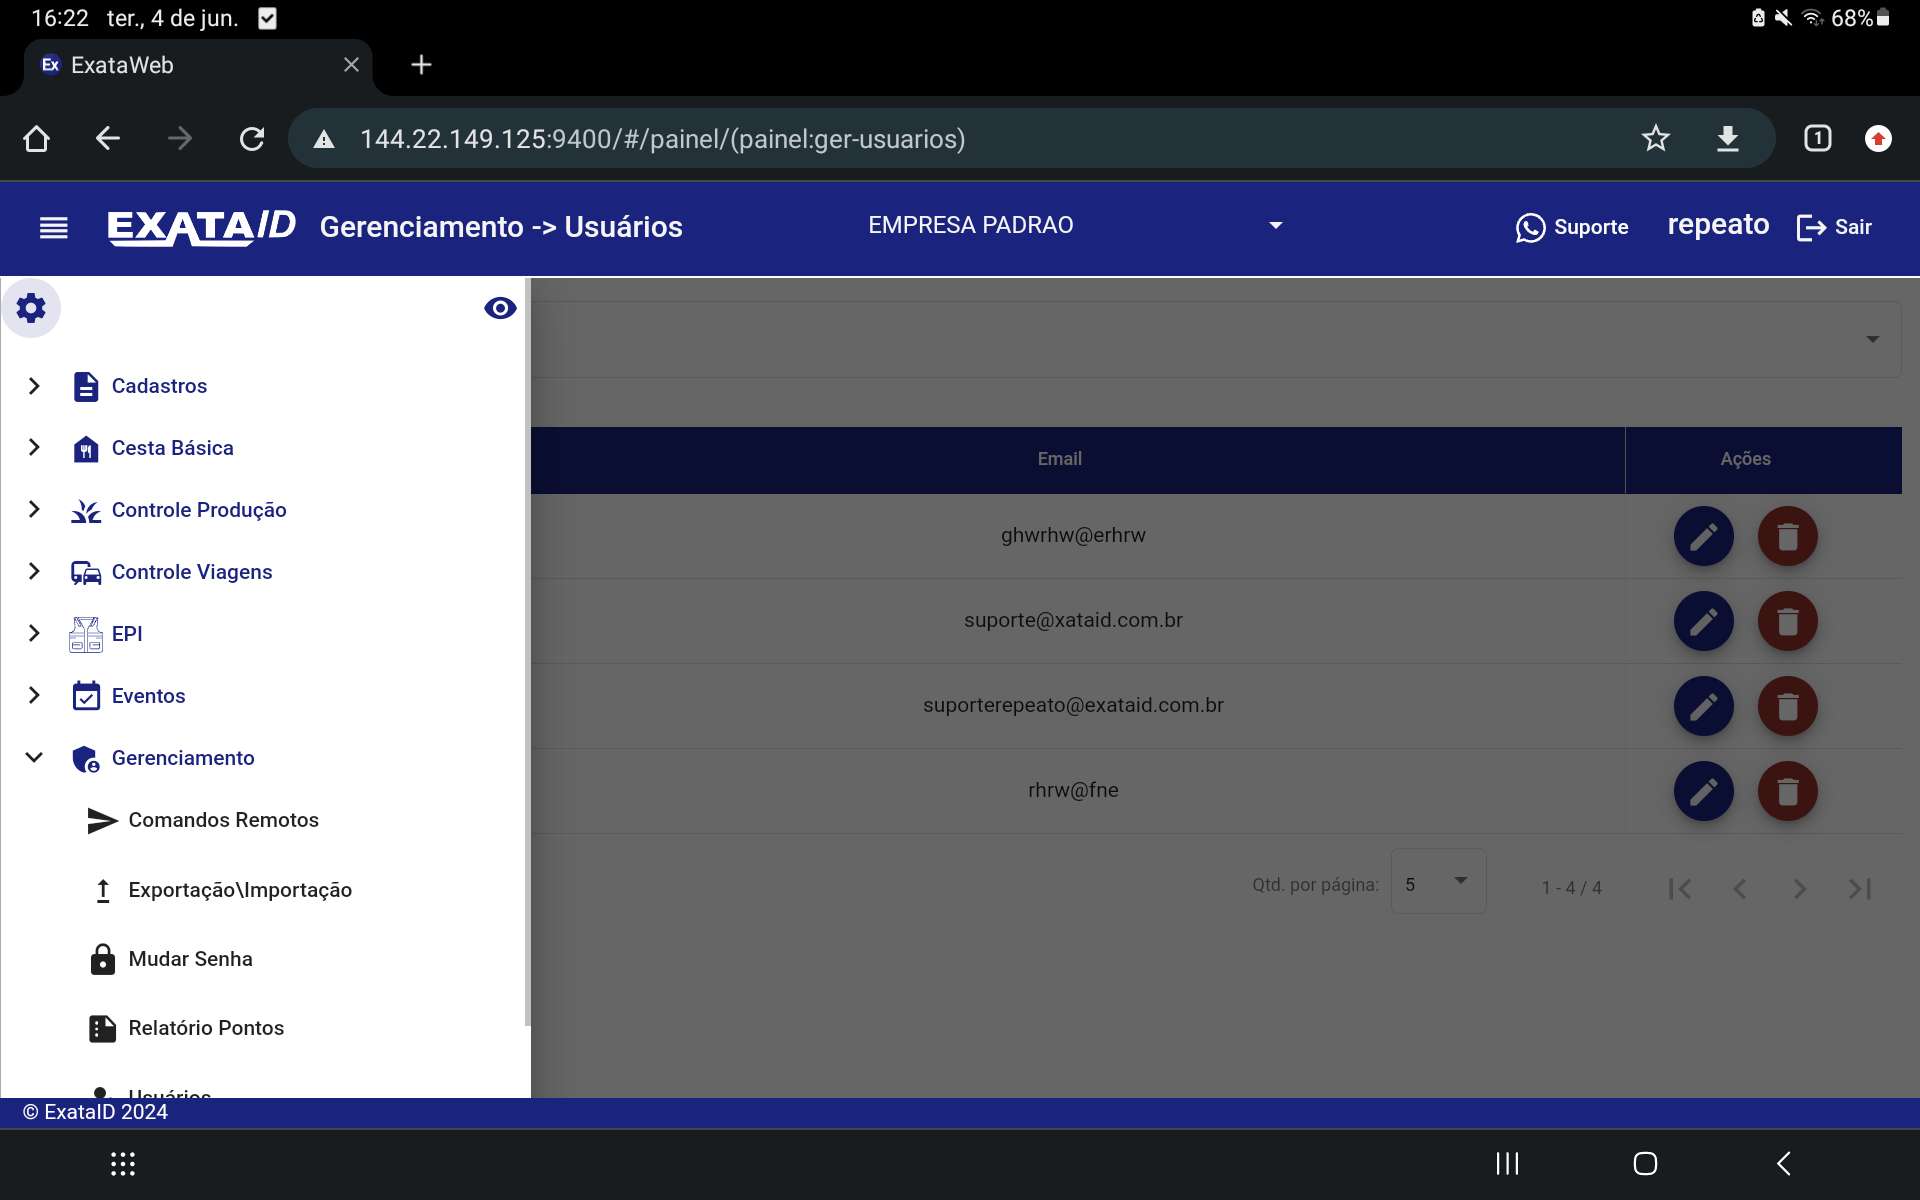 16:22 ter., 4 de jun. 68%
Ex ExataWeb
144.22.149.125:9400/#/painel/(painel:ger-usuarios) 1
EXATAID Gerenciamento -> Usuários EMPRESA PADRAO Suporte repeato Sair
Cadastros
Cesta Básica
Controle Produção
Controle Viagens
EPI
Eventos
Gerenciamento
Comandos Remotos
Exportação\Importação
Mudar Senha
Relatório Pontos
Usuários
Email Ações
ghwrhw@erhrw
suporte@xataid.com.br
suporterepeato@exataid.com.br
rhrw@fne
Qtd. por página: 5 1 - 4 / 4
© ExataID 2024